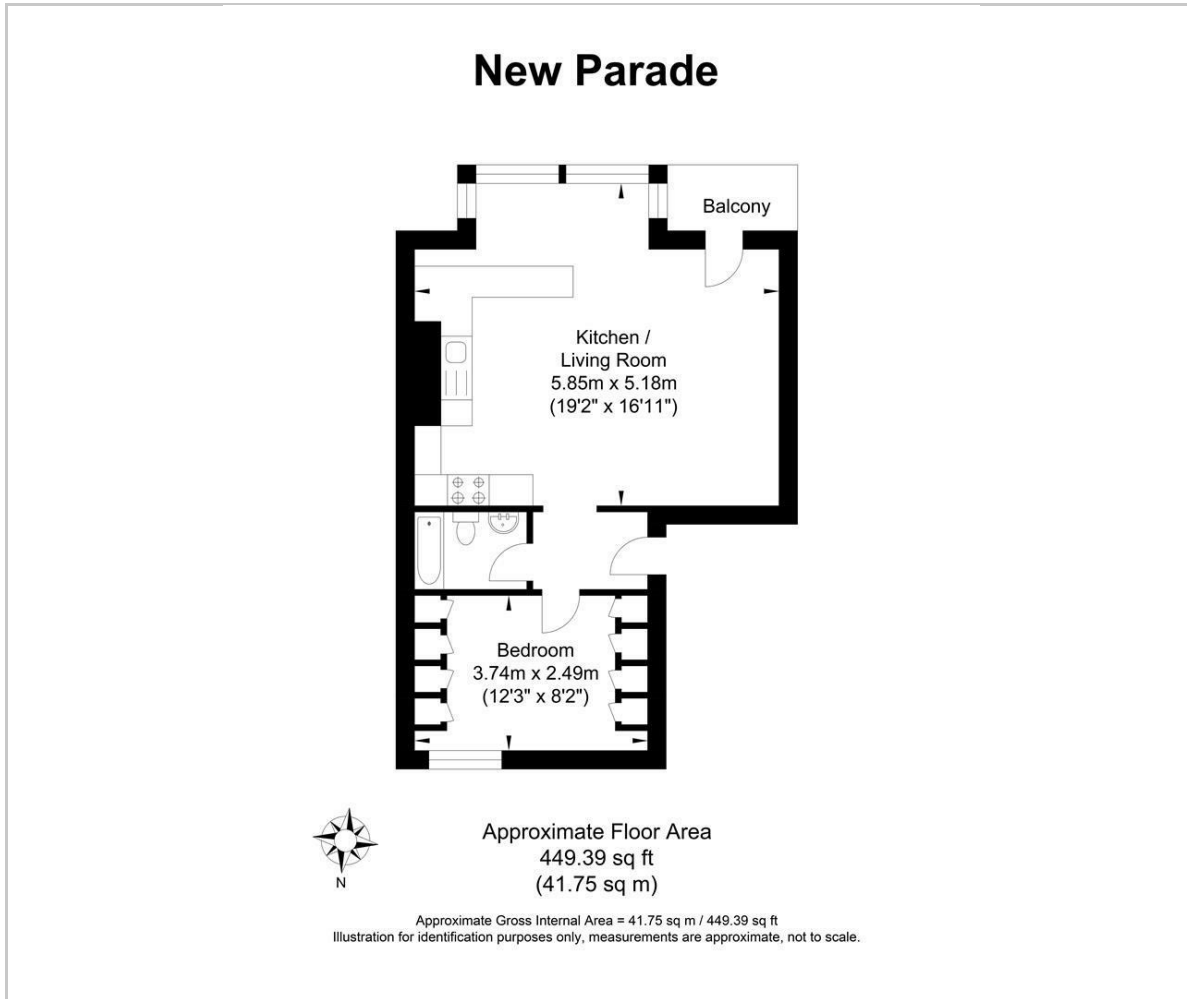 New Parade
Balcony
Kitchen /
Living Room
5.85m x 5.18m
(19'2" x 16'11")
Bedroom
3.74m x 2.49m
(12'3" x 8'2")
N
Approximate Floor Area
449.39 sq ft
(41.75 sq m)
Approximate Gross Internal Area = 41.75 sq m / 449.39 sq ft
Illustration for identification purposes only, measurements are approximate, not to scale.